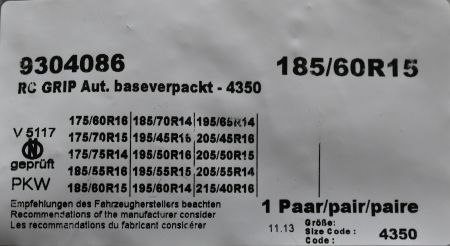 9304086
185/60R15
RC GRIP Aut. baseverpackt - 4350
V 5117
geprüft
PKW
175/60R16 185/70R14 195/65R14
175/70R15 195/45R16 205/45R16
175/75R14 195/50R16 205/50R15
185/55R16 195/55R15 205/55R14
185/60R15 195/60R14 215/40R16
Empfehlungen des Fahrzeugherstellers beachten
Recommendations of the manufacturer consider
Les recommandations du fabricant considérer
1 Paar/pair/paire
11.13
Größe:
Size Code:
Code: 4350